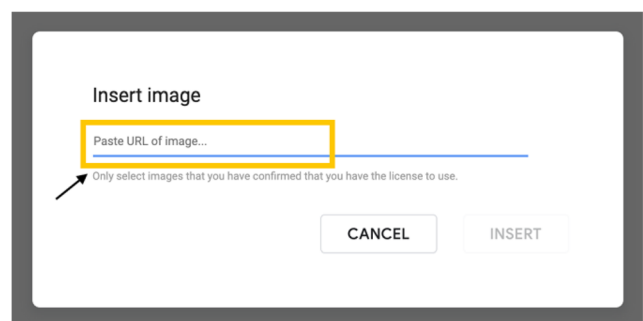 Insert image
Paste URL of image...
Only select images that you have confirmed that you have the license to use.
CANCEL INSERT